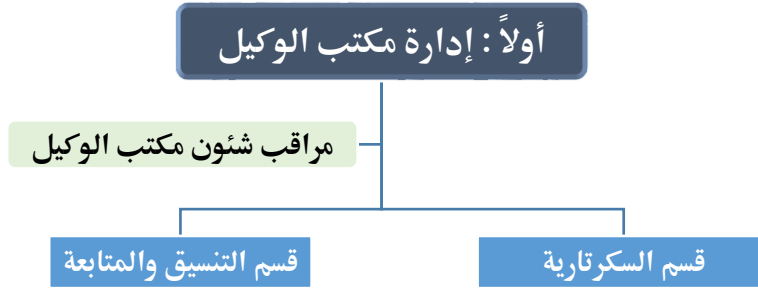 أولاً : إدارة مكتب الوكيل
مراقب شئون مكتب الوكيل
قسم السكرتارية
قسم التنسيق والمتابعة